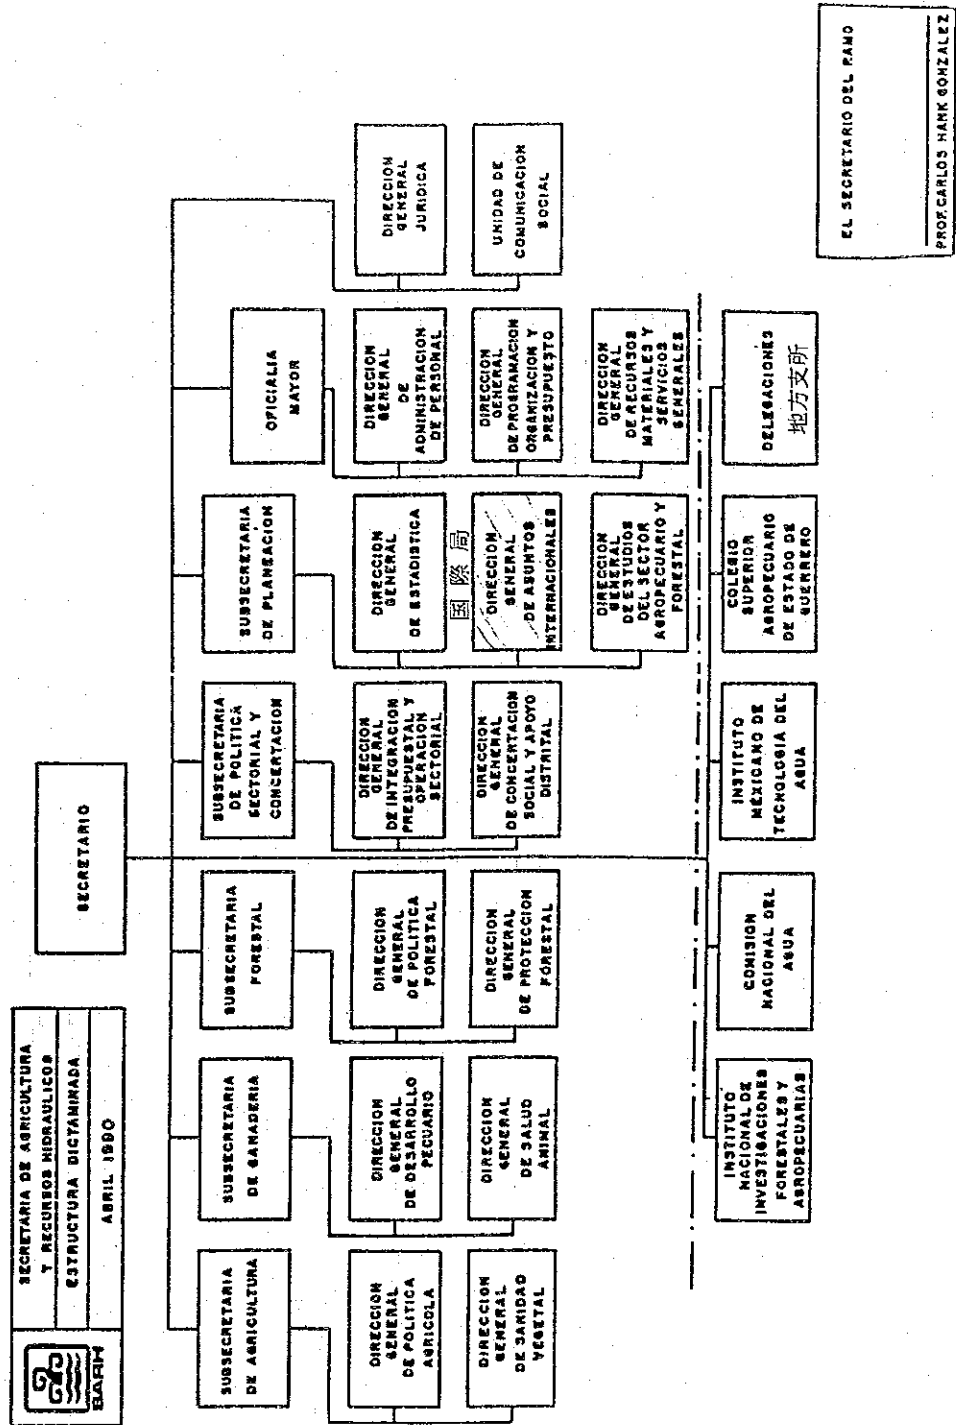 SARH
SECRETARIA DE AGRICULTURA
Y RECURSOS HIDRAULICOS
ESTRUCTURA DICTAMINADA
ABRIL 1990
SECRETARIO
SUBSECRETARIA
DE AGRICULTURA
SUBSECRETARIA
DE GANADERIA
SUBSECRETARIA
FORESTAL
SUBSECRETARIA
DE POLITICA
SECTORIAL Y
CONCERTACION
SUBSECRETARIA
DE PLANEACION
OFICIALIA
MAYOR
DIRECCION
GENERAL
DE POLITICA
AGRICOLA
DIRECCION
GENERAL
DE DESARROLLO
PECUARIO
DIRECCION
GENERAL
DE POLITICA
FORESTAL
DIRECCION
GENERAL
DE INTEGRACION
PRESUPUESTAL Y
OPERACION
SECTORIAL
DIRECCION
GENERAL
DE ESTADISTICA
DIRECCION
GENERAL
DE
ADMINISTRACION
DE PERSONAL
DIRECCION
GENERAL
JURIDICA
DIRECCION
GENERAL
DE SANIDAD
VEGETAL
DIRECCION
GENERAL
DE SALUD
ANIMAL
DIRECCION
GENERAL
DE PROTECCION
FORESTAL
DIRECCION
GENERAL
DE CONCERTACION
SOCIAL Y APOYO
DISTRITAL
国際局
DIRECCION
GENERAL
DE ASUNTOS
INTERNACIONALES
DIRECCION
GENERAL
DE PROGRAMACION
ORGANIZACION Y
PRESUPUESTO
UNIDAD DE
COMUNICACION
SOCIAL
DIRECCION
GENERAL
DE ESTUDIOS
DEL SECTOR
AGROPECUARIO Y
FORESTAL
DIRECCION
GENERAL
DE RECURSOS
MATERIALES Y
SERVICIOS
GENERALES
INSTITUTO
NACIONAL DE
INVESTIGACIONES
FORESTALES Y
AGROPECUARIAS
COMISION
NACIONAL DEL
AGUA
INSTITUTO
MEXICANO DE
TECNOLOGIA DEL
AGUA
COLEGIO
SUPERIOR
AGROPECUARIO
DE ESTADO DE
GUERRERO
DELEGACIONES
地方支所
EL SECRETARIO DEL RAMO
PROF. CARLOS HANK GONZALEZ